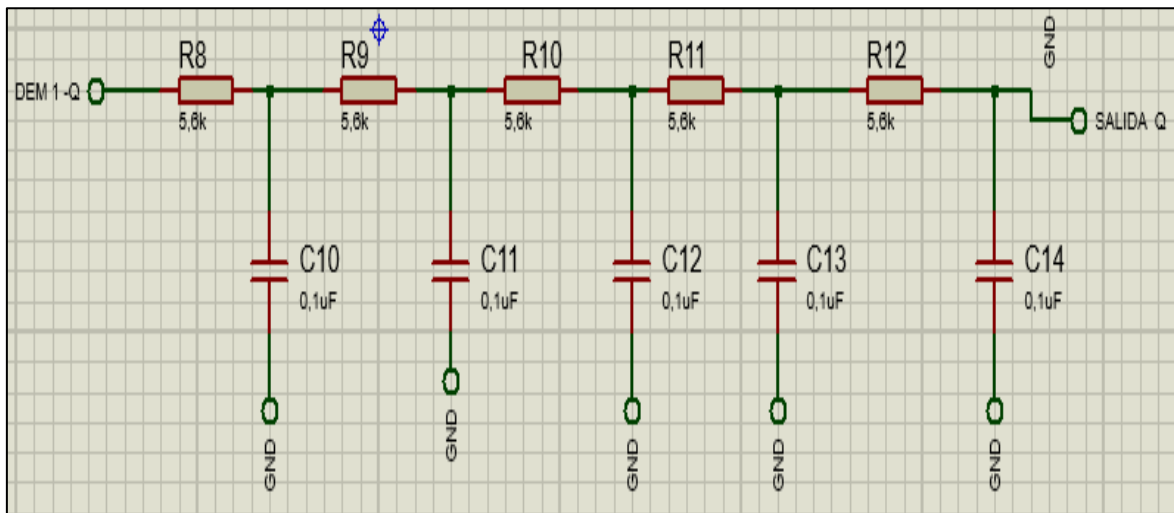 GND
R8
R9
R10
R11
R12
DEM 1 -Q
5,6k
5,6k
5,6k
5,6k
5,6k
SALIDA Q
C10
C11
C12
C13
C14
0,1uF
0,1uF
0,1uF
0,1uF
0,1uF
GND
GND
GND
GND
GND